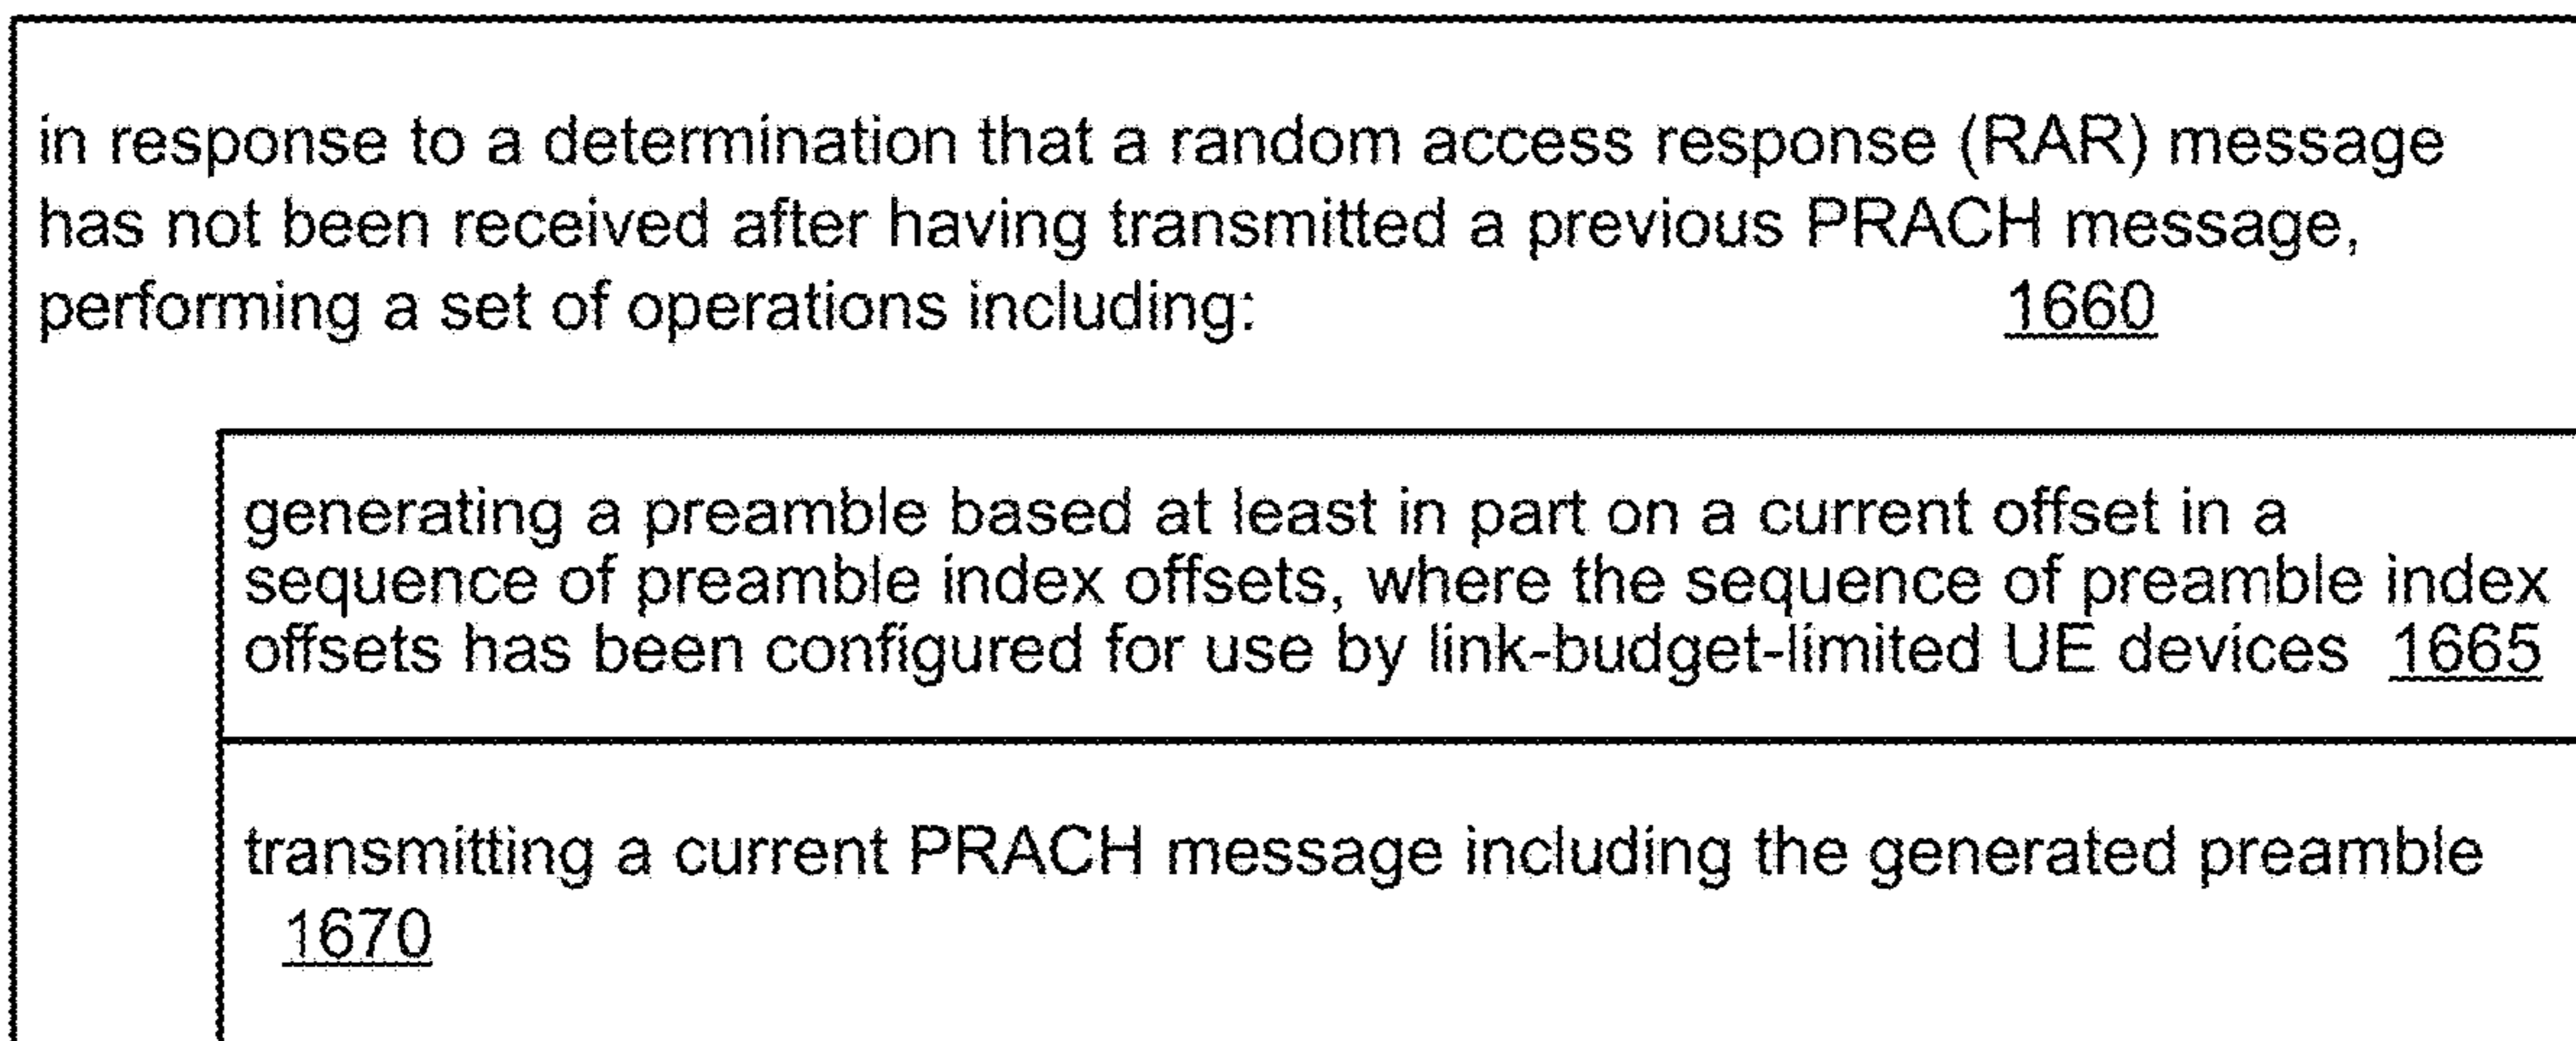 in response to a determination that a random access response (RAR) message
has not been received after having transmitted a previous PRACH message,
performing a set of operations including: 1660
generating a preamble based at least in part on a current offset in a
sequence of preamble index offsets, where the sequence of preamble index
offsets has been configured for use by link-budget-limited UE devices 1665
transmitting a current PRACH message including the generated preamble
1670